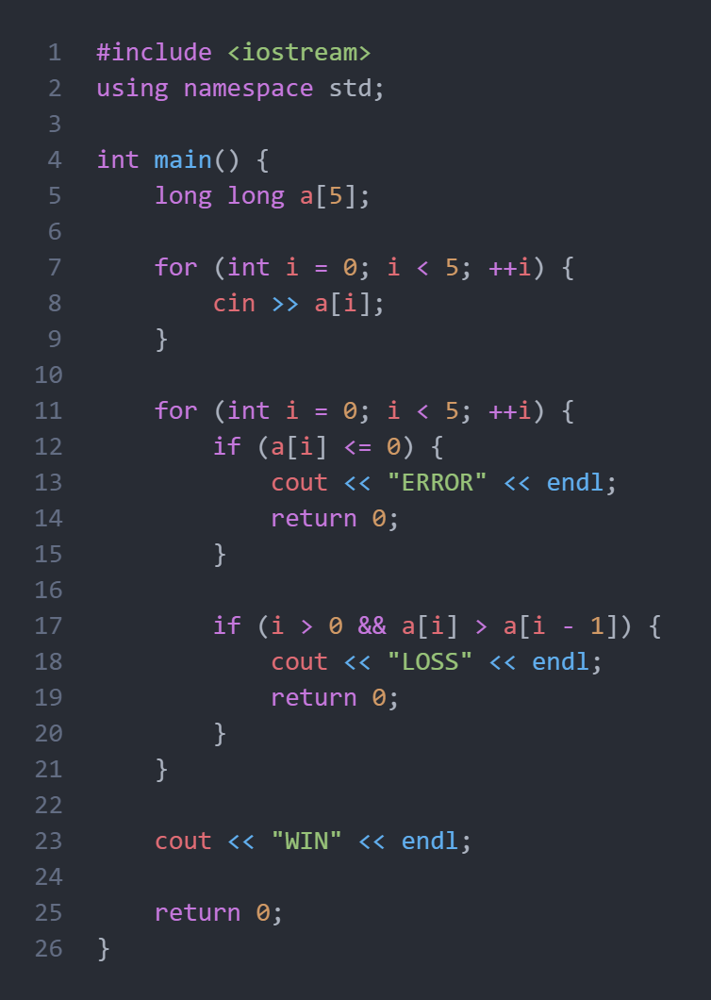 1 #include <iostream>
2 using namespace std;
3
4 int main() {
5     long long a[5];
6
7     for (int i = 0; i < 5; ++i) {
8         cin >> a[i];
9     }
10
11     for (int i = 0; i < 5; ++i) {
12         if (a[i] <= 0) {
13             cout << "ERROR" << endl;
14             return 0;
15         }
16
17         if (i > 0 && a[i] > a[i - 1]) {
18             cout << "LOSS" << endl;
19             return 0;
20         }
21     }
22
23     cout << "WIN" << endl;
24
25     return 0;
26 }